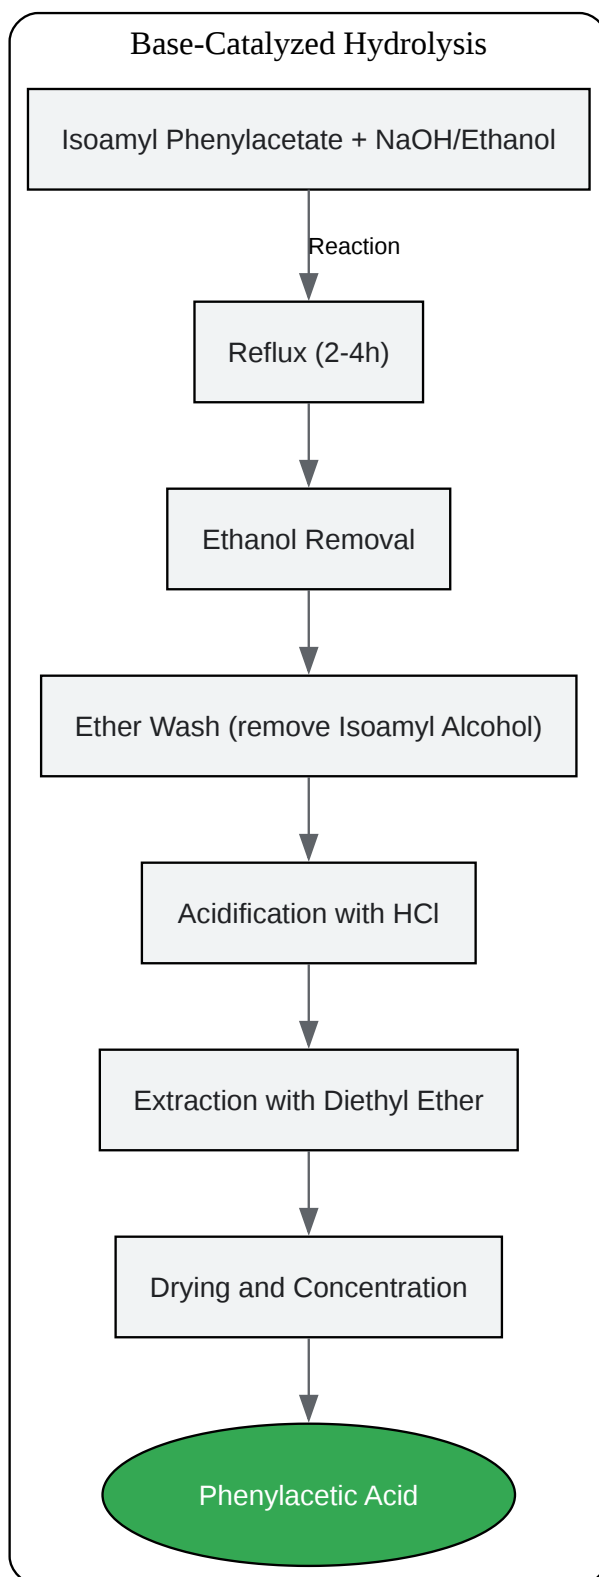 Base-Catalyzed Hydrolysis
Isoamyl Phenylacetate + NaOH/Ethanol
Reaction
Reflux (2-4h)
Ethanol Removal
Ether Wash (remove Isoamyl Alcohol)
Acidification with HCl
Extraction with Diethyl Ether
Drying and Concentration
Phenylacetic Acid